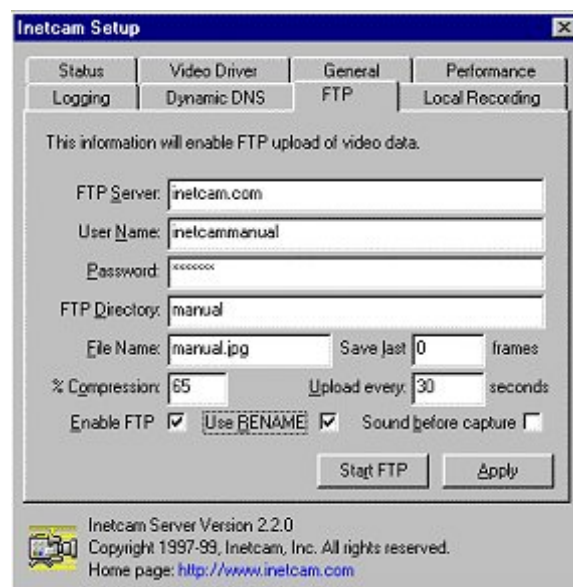 Inetcam Setup
Status Video Driver General Performance
Logging Dynamic DNS FTP Local Recording
This information will enable FTP upload of video data.
FTP Server: inetcam.com
User Name: inetcammanual
Password: ×××××××
FTP Directory: manual
File Name: manual.jpg Save last 0 frames
% Compression: 65 Upload every: 30 seconds
Enable FTP Use RENAME Sound before capture
Start FTP Apply
Inetcam Server Version 2.2.0
Copyright 1997-99, Inetcam, Inc. All rights reserved.
Home page: http://www.inetcam.com